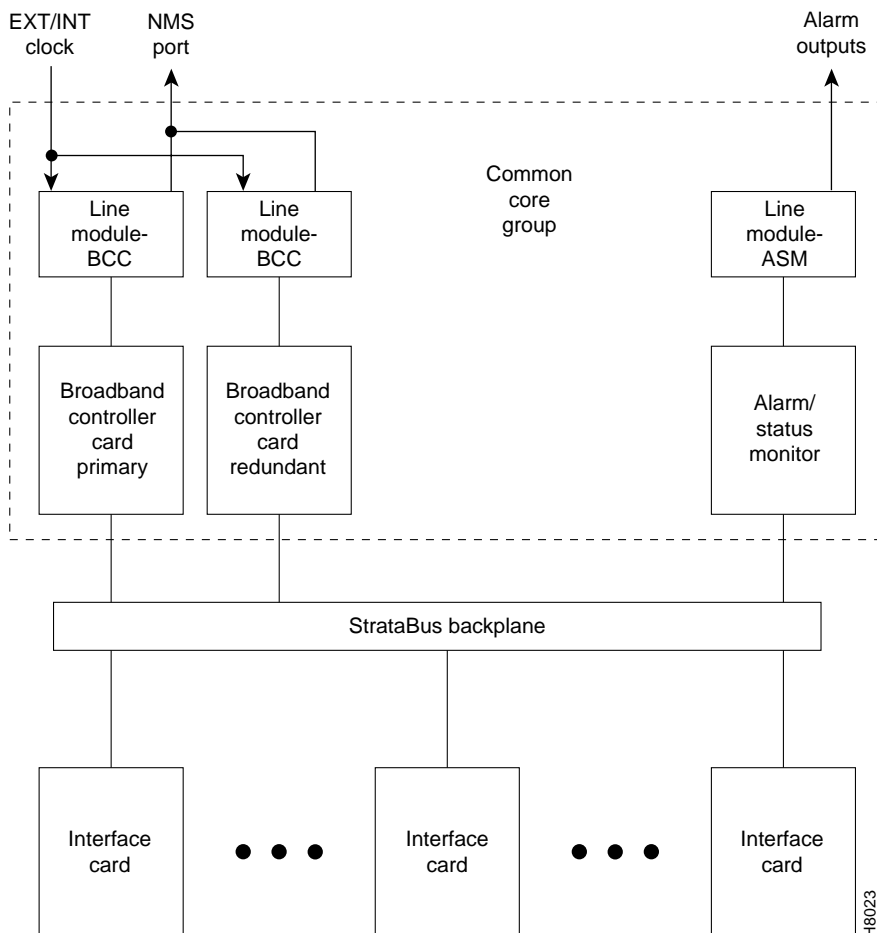 EXT/INT
clock
NMS
port
Alarm
outputs
Common
core
group
Line
module-
BCC
Line
module-
BCC
Line
module-
ASM
Broadband
controller
card
primary
Broadband
controller
card
redundant
Alarm/
status
monitor
StrataBus backplane
Interface
card
Interface
card
Interface
card
H8023